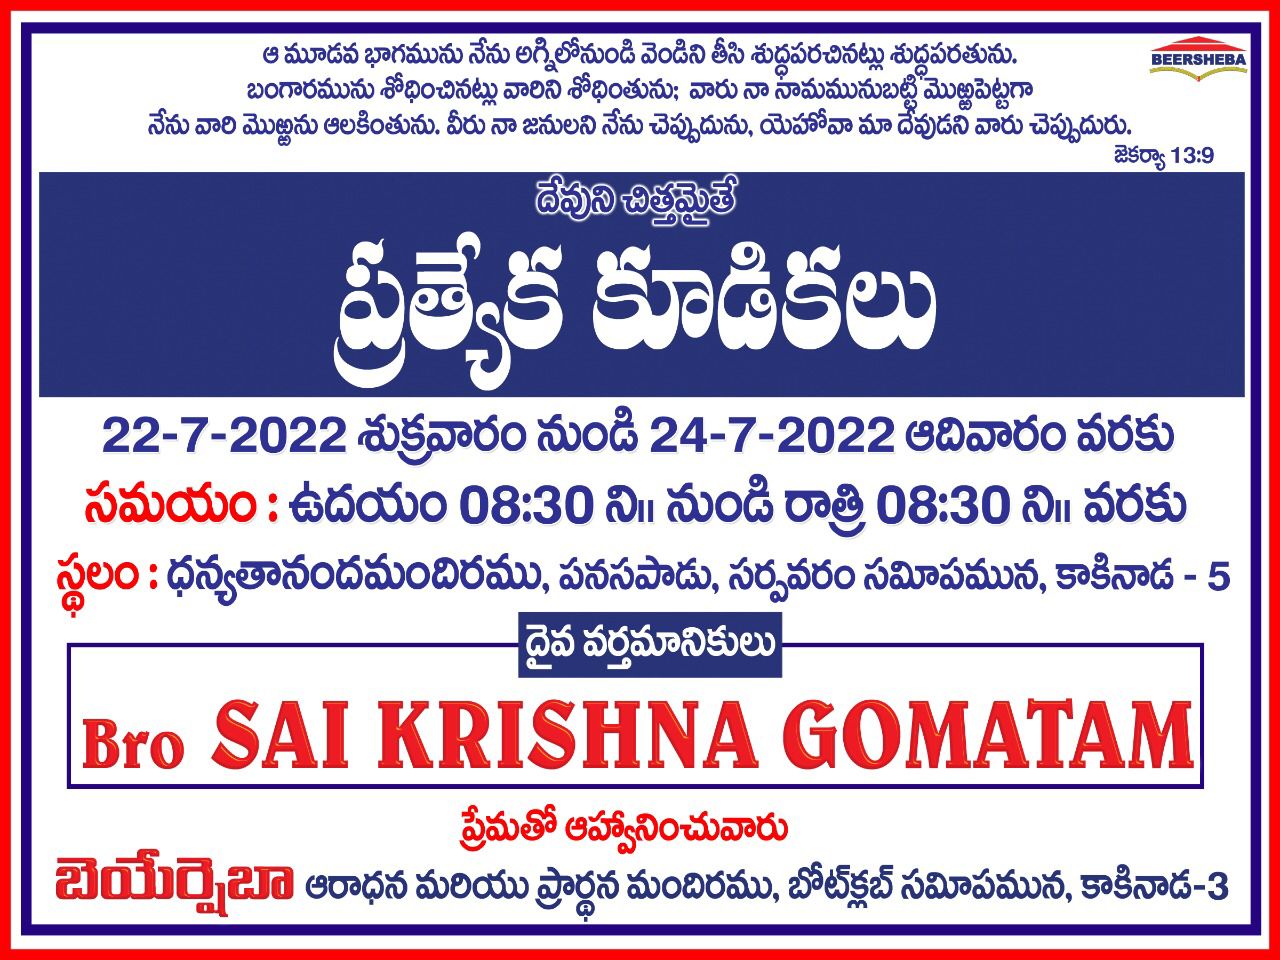 ఆ మూడవ భాగమును నేను అగ్నిలోనుండి వెండిని తీసి శుద్ధపరచినట్లు శుద్ధపరతును.
BEERSHEBA
బంగారమును శోధించినట్లు వారిని శోధింతును; వారు నా నామమునుబట్టి మొఱ్ఱపెట్టగా
నేను వారి మొఱ్ఱను ఆలకింతును. వీరు నా జనులని నేను చెప్పుదును, యెహోవా మా దేవుడని వారు చెప్పుదురు.
జెకర్యా 13:9
దేవుని చిత్తమైతే
ప్రత్యేక కూడికలు
22-7-2022 శుక్రవారం నుండి 24-7-2022 ఆదివారం వరకు
సమయం : ఉదయం 08:30 ని॥ నుండి రాత్రి 08:30 ని॥ వరకు
స్థలం : ధన్యతానందమందిరము, పనసపాడు, సర్పవరం సమీపమున, కాకినాడ - 5
దైవ వర్తమానికులు
Bro SAI KRISHNA GOMATAM
ప్రేమతో ఆహ్వానించువారు
బెయేర్షెబా ఆరాధన మరియు ప్రార్థన మందిరము, బోట్‌క్లబ్ సమీపమున, కాకినాడ-3